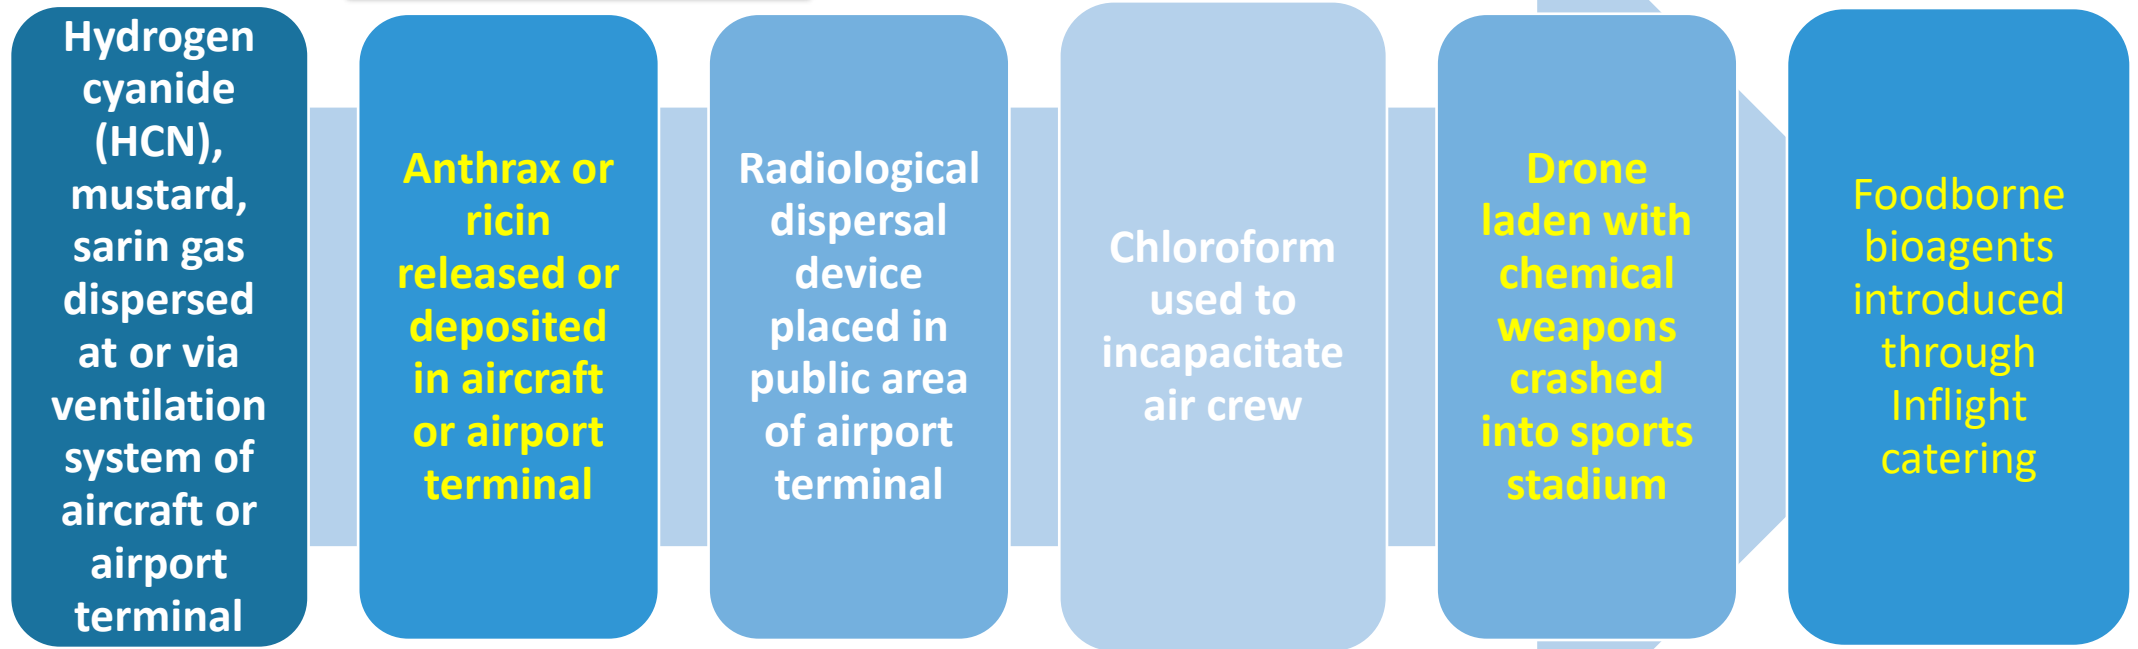 Hydrogen
cyanide
(HCN),
mustard,
sarin gas
dispersed
at or via
ventilation
system of
aircraft or
airport
terminal
Anthrax or
ricin
released or
deposited
in aircraft
or airport
terminal
Radiological
dispersal
device
placed in
public area
of airport
terminal
Chloroform
used to
incapacitate
air crew
Drone
laden with
chemical
weapons
crashed
into sports
stadium
Foodborne
bioagents
introduced
through
Inflight
catering